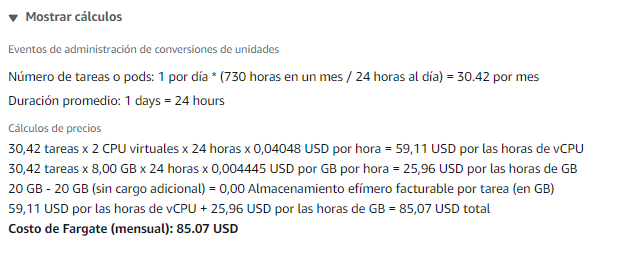 Mostrar cálculos
Eventos de administración de conversiones de unidades
Número de tareas o pods: 1 por día * (730 horas en un mes / 24 horas al día) = 30.42 por mes
Duración promedio: 1 days = 24 hours
Cálculos de precios
30,42 tareas x 2 CPU virtuales x 24 horas x 0,04048 USD por hora = 59,11 USD por las horas de vCPU
30,42 tareas x 8,00 GB x 24 horas x 0,004445 USD por GB por hora = 25,96 USD por las horas de GB
20 GB - 20 GB (sin cargo adicional) = 0,00 Almacenamiento efímero facturable por tarea (en GB)
59,11 USD por las horas de vCPU + 25,96 USD por las horas de GB = 85,07 USD total
Costo de Fargate (mensual): 85.07 USD